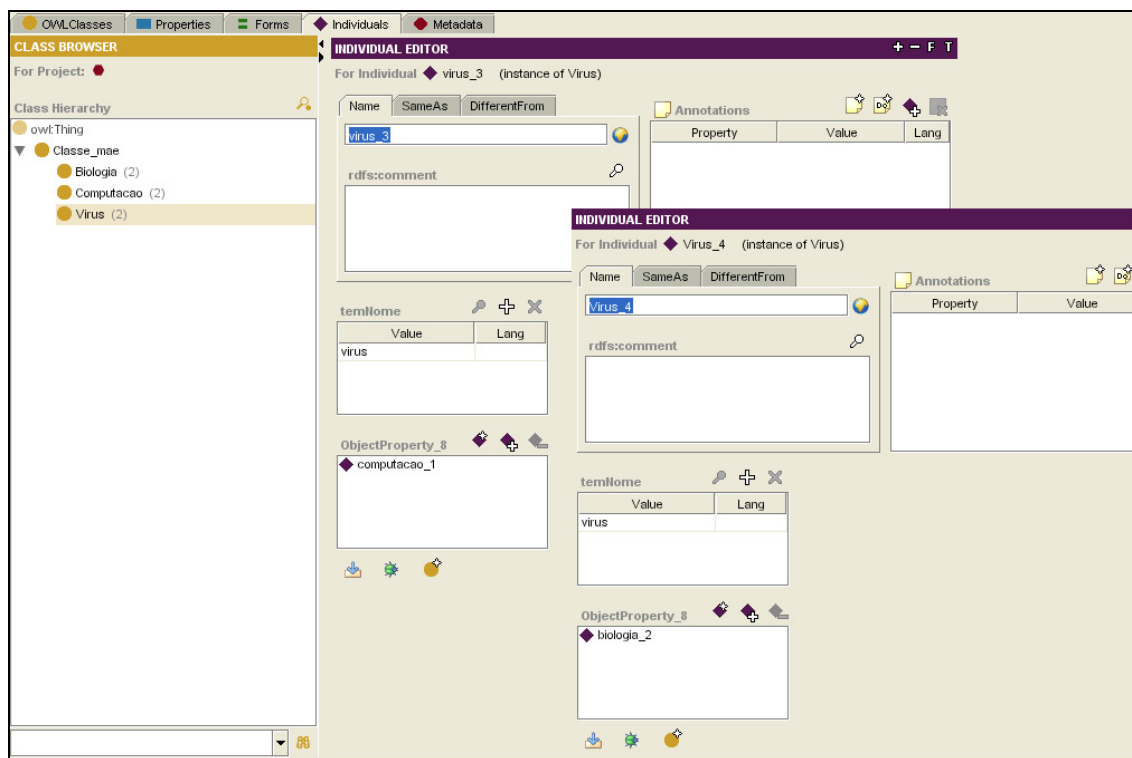 OWLClasses Properties Forms Individuals Metadata
CLASS BROWSER
For Project:
Class Hierarchy
owl:Thing
Classe_mae
Biologia (2)
Computacao (2)
Virus (2)
INDIVIDUAL EDITOR + − F T
For Individual virus_3 (instance of Virus)
Name SameAs DifferentFrom
virus_3
rdfs:comment
Annotations
Property Value Lang
temNome
Value Lang
virus
ObjectProperty_8
computacao_1
INDIVIDUAL EDITOR
For Individual Virus_4 (instance of Virus)
Name SameAs DifferentFrom
Virus_4
rdfs:comment
Annotations
Property Value
temNome
Value Lang
virus
ObjectProperty_8
biologia_2